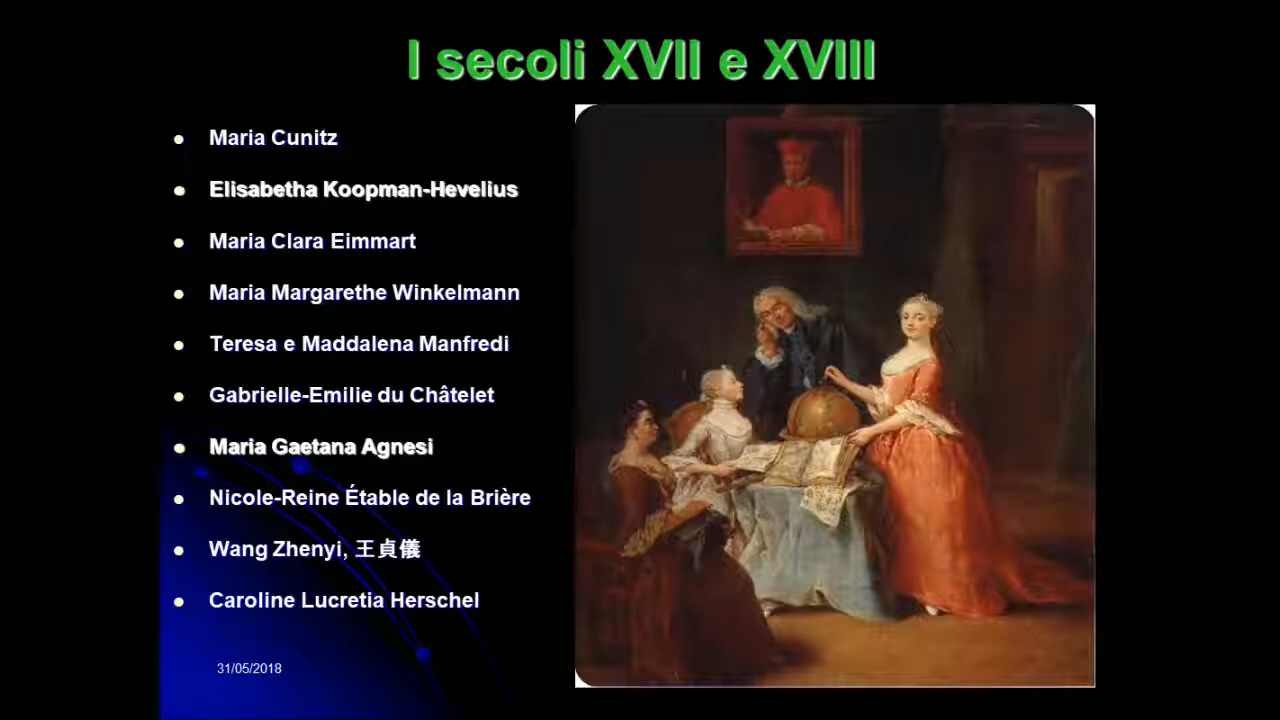 I secoli XVII e XVIII
Maria Cunitz
Elisabetha Koopman-Hevelius
Maria Clara Eimmart
Maria Margarethe Winkelmann
Teresa e Maddalena Manfredi
Gabrielle-Emilie du Châtelet
Maria Gaetana Agnesi
Nicole-Reine Étable de la Brière
Wang Zhenyi, 王貞儀
Caroline Lucretia Herschel
31/05/2018